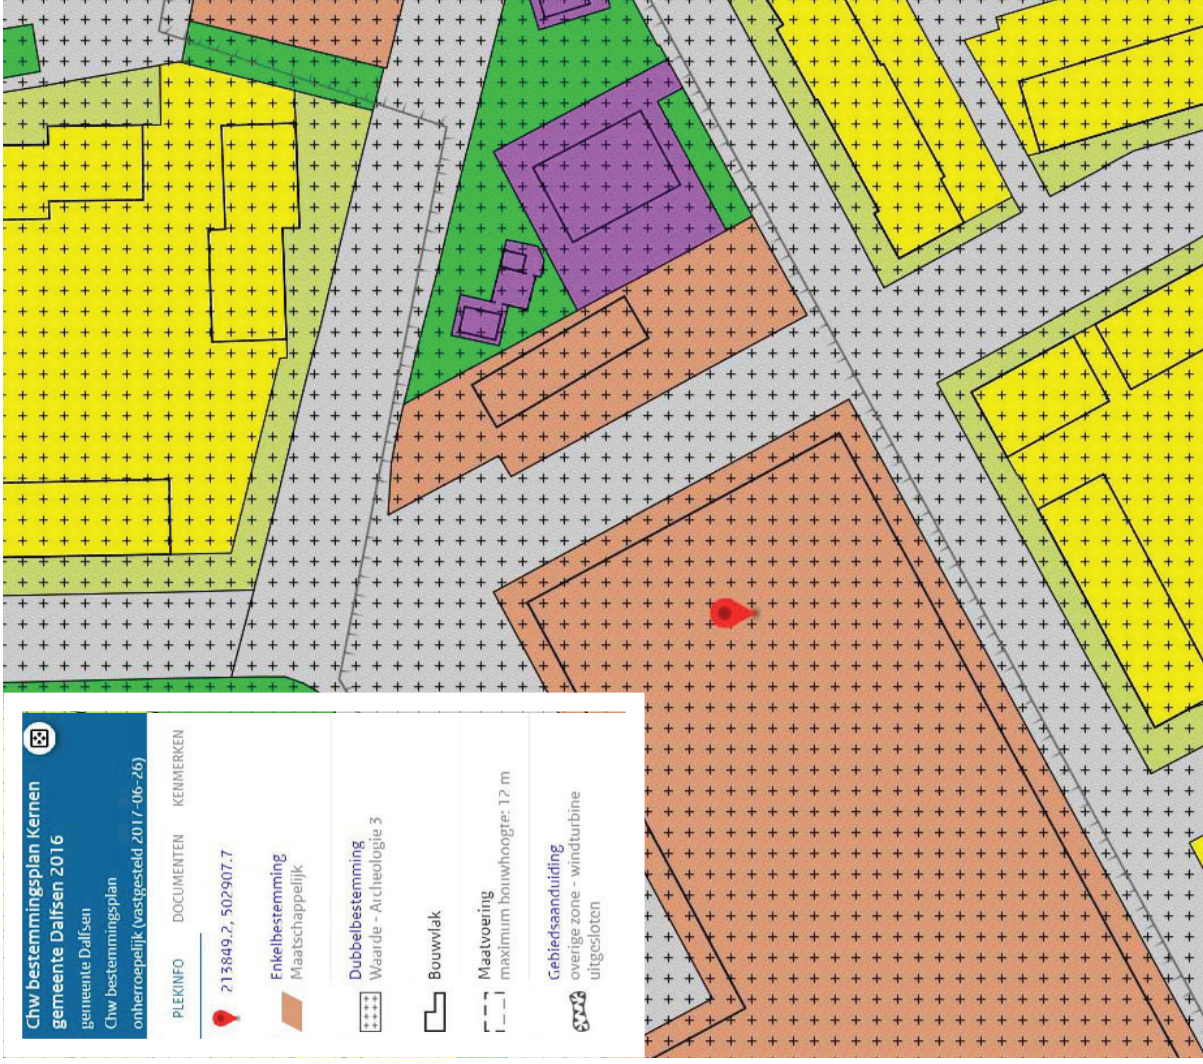 Chw bestemmingsplan Kernen
gemeente Dalfsen 2016
gemeente Dalfsen
Chw bestemmingsplan
onherroepelijk (vastgesteld 2017-06-26)
PLEKINFO DOCUMENTEN KENMERKEN
213849.2, 502907.7
Enkelbestemming
Maatschappelijk
Dubbelbestemming
Waarde - Archeologie 3
Bouwvlak
Maatvoering
maximum bouwhoogte: 12 m
Gebiedsaanduiding
overige zone - windturbine
uitgesloten